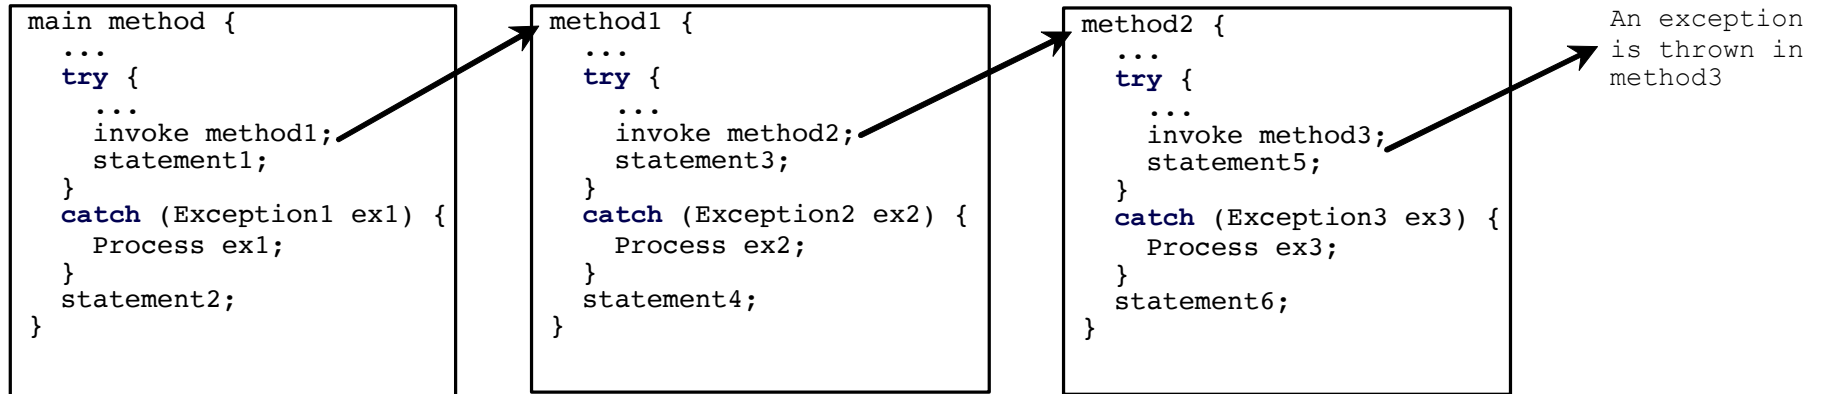 main method {
  ...
  try {
    ...
    invoke method1;
    statement1;
  }
  catch (Exception1 ex1) {
    Process ex1;
  }
  statement2;
}
method1 {
  ...
  try {
    ...
    invoke method2;
    statement3;
  }
  catch (Exception2 ex2) {
    Process ex2;
  }
  statement4;
}
method2 {
  ...
  try {
    ...
    invoke method3;
    statement5;
  }
  catch (Exception3 ex3) {
    Process ex3;
  }
  statement6;
}
An exception
is thrown in
method3